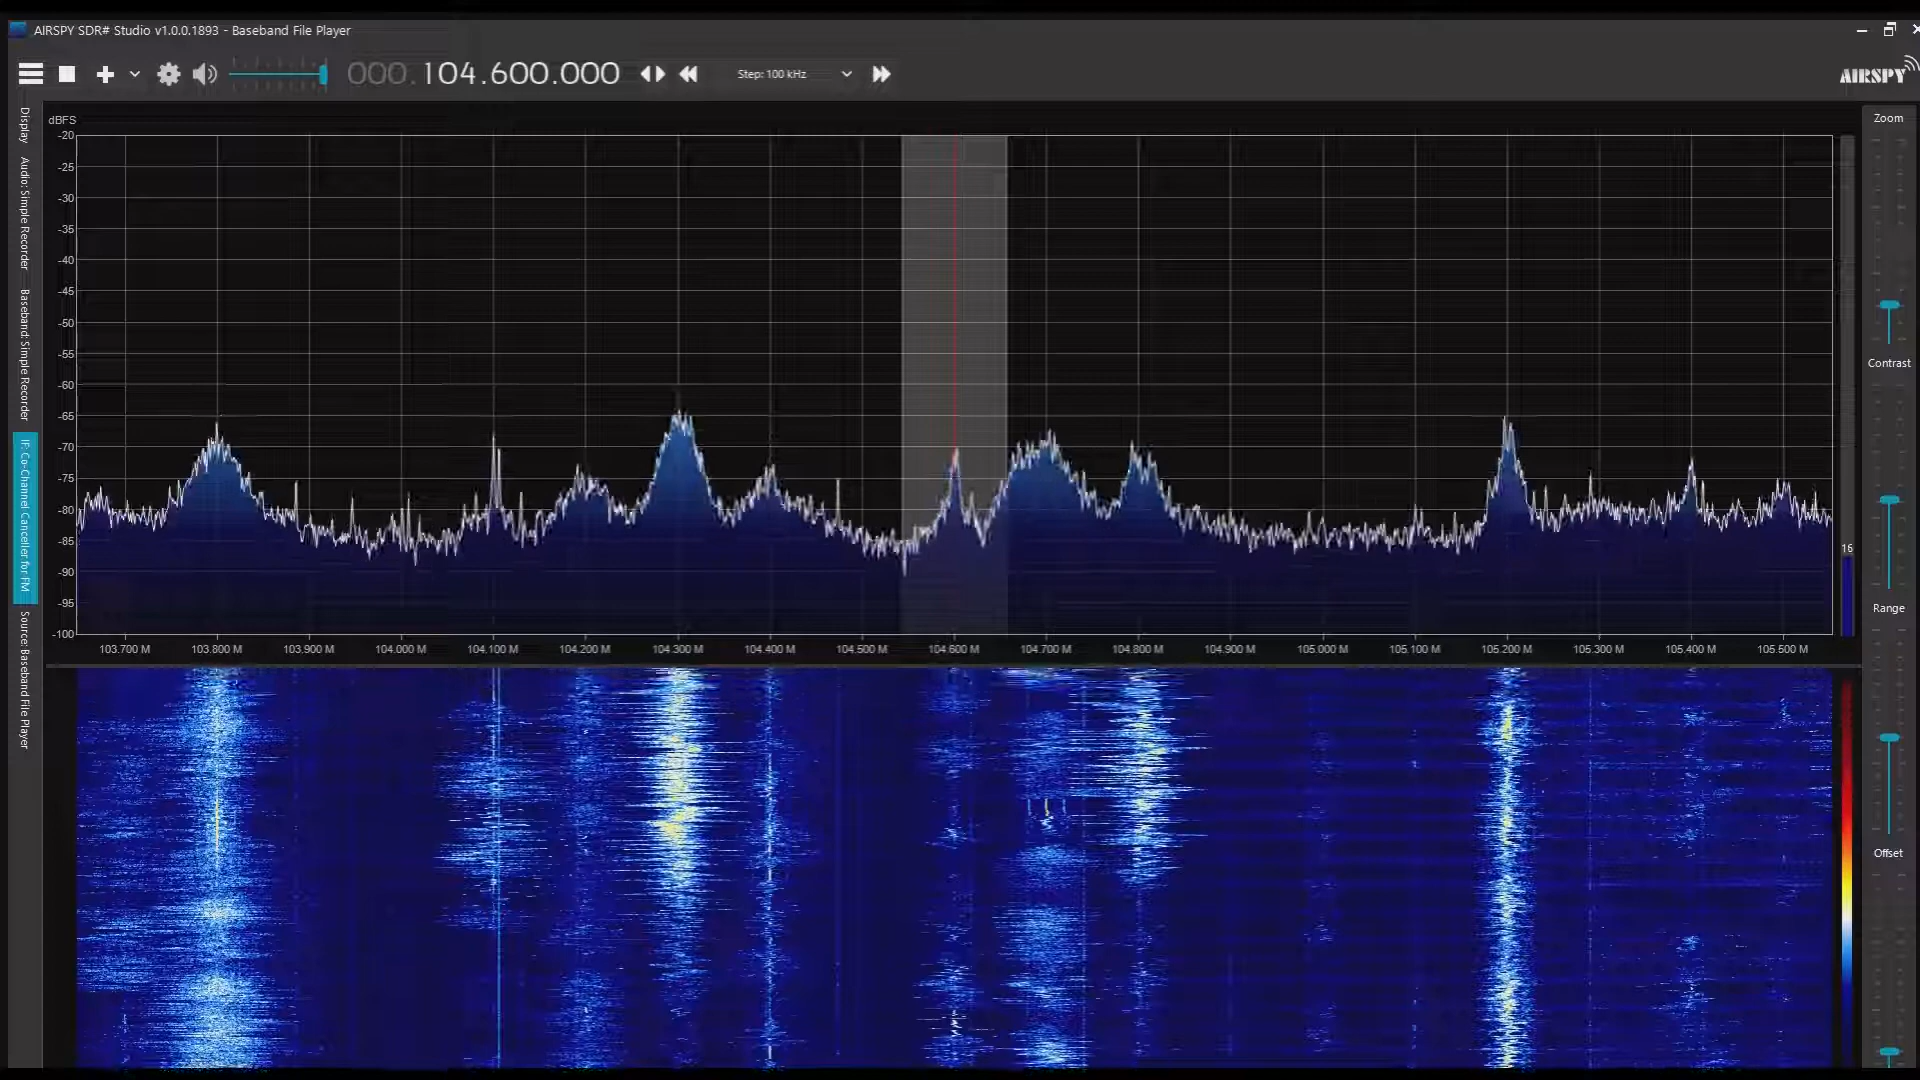 AIRSPY SDR# Studio v1.0.0.1893 - Baseband File Player
000.104.600.000
Step: 100 kHz
AIRSPY
Display
Audio: Simple Recorder
Baseband: Simple Recorder
IF: Co-Channel Canceller for FM
Source: Baseband File Player
dBFS
-20
-25
-30
-35
-40
-45
-50
-55
-60
-65
-70
-75
-80
-85
-90
-95
-100
103.700 M 103.800 M 103.900 M 104.000 M 104.100 M 104.200 M 104.300 M 104.400 M 104.500 M 104.600 M 104.700 M 104.800 M 104.900 M 105.000 M 105.100 M 105.200 M 105.300 M 105.400 M 105.500 M
16
Zoom
Contrast
Range
Offset